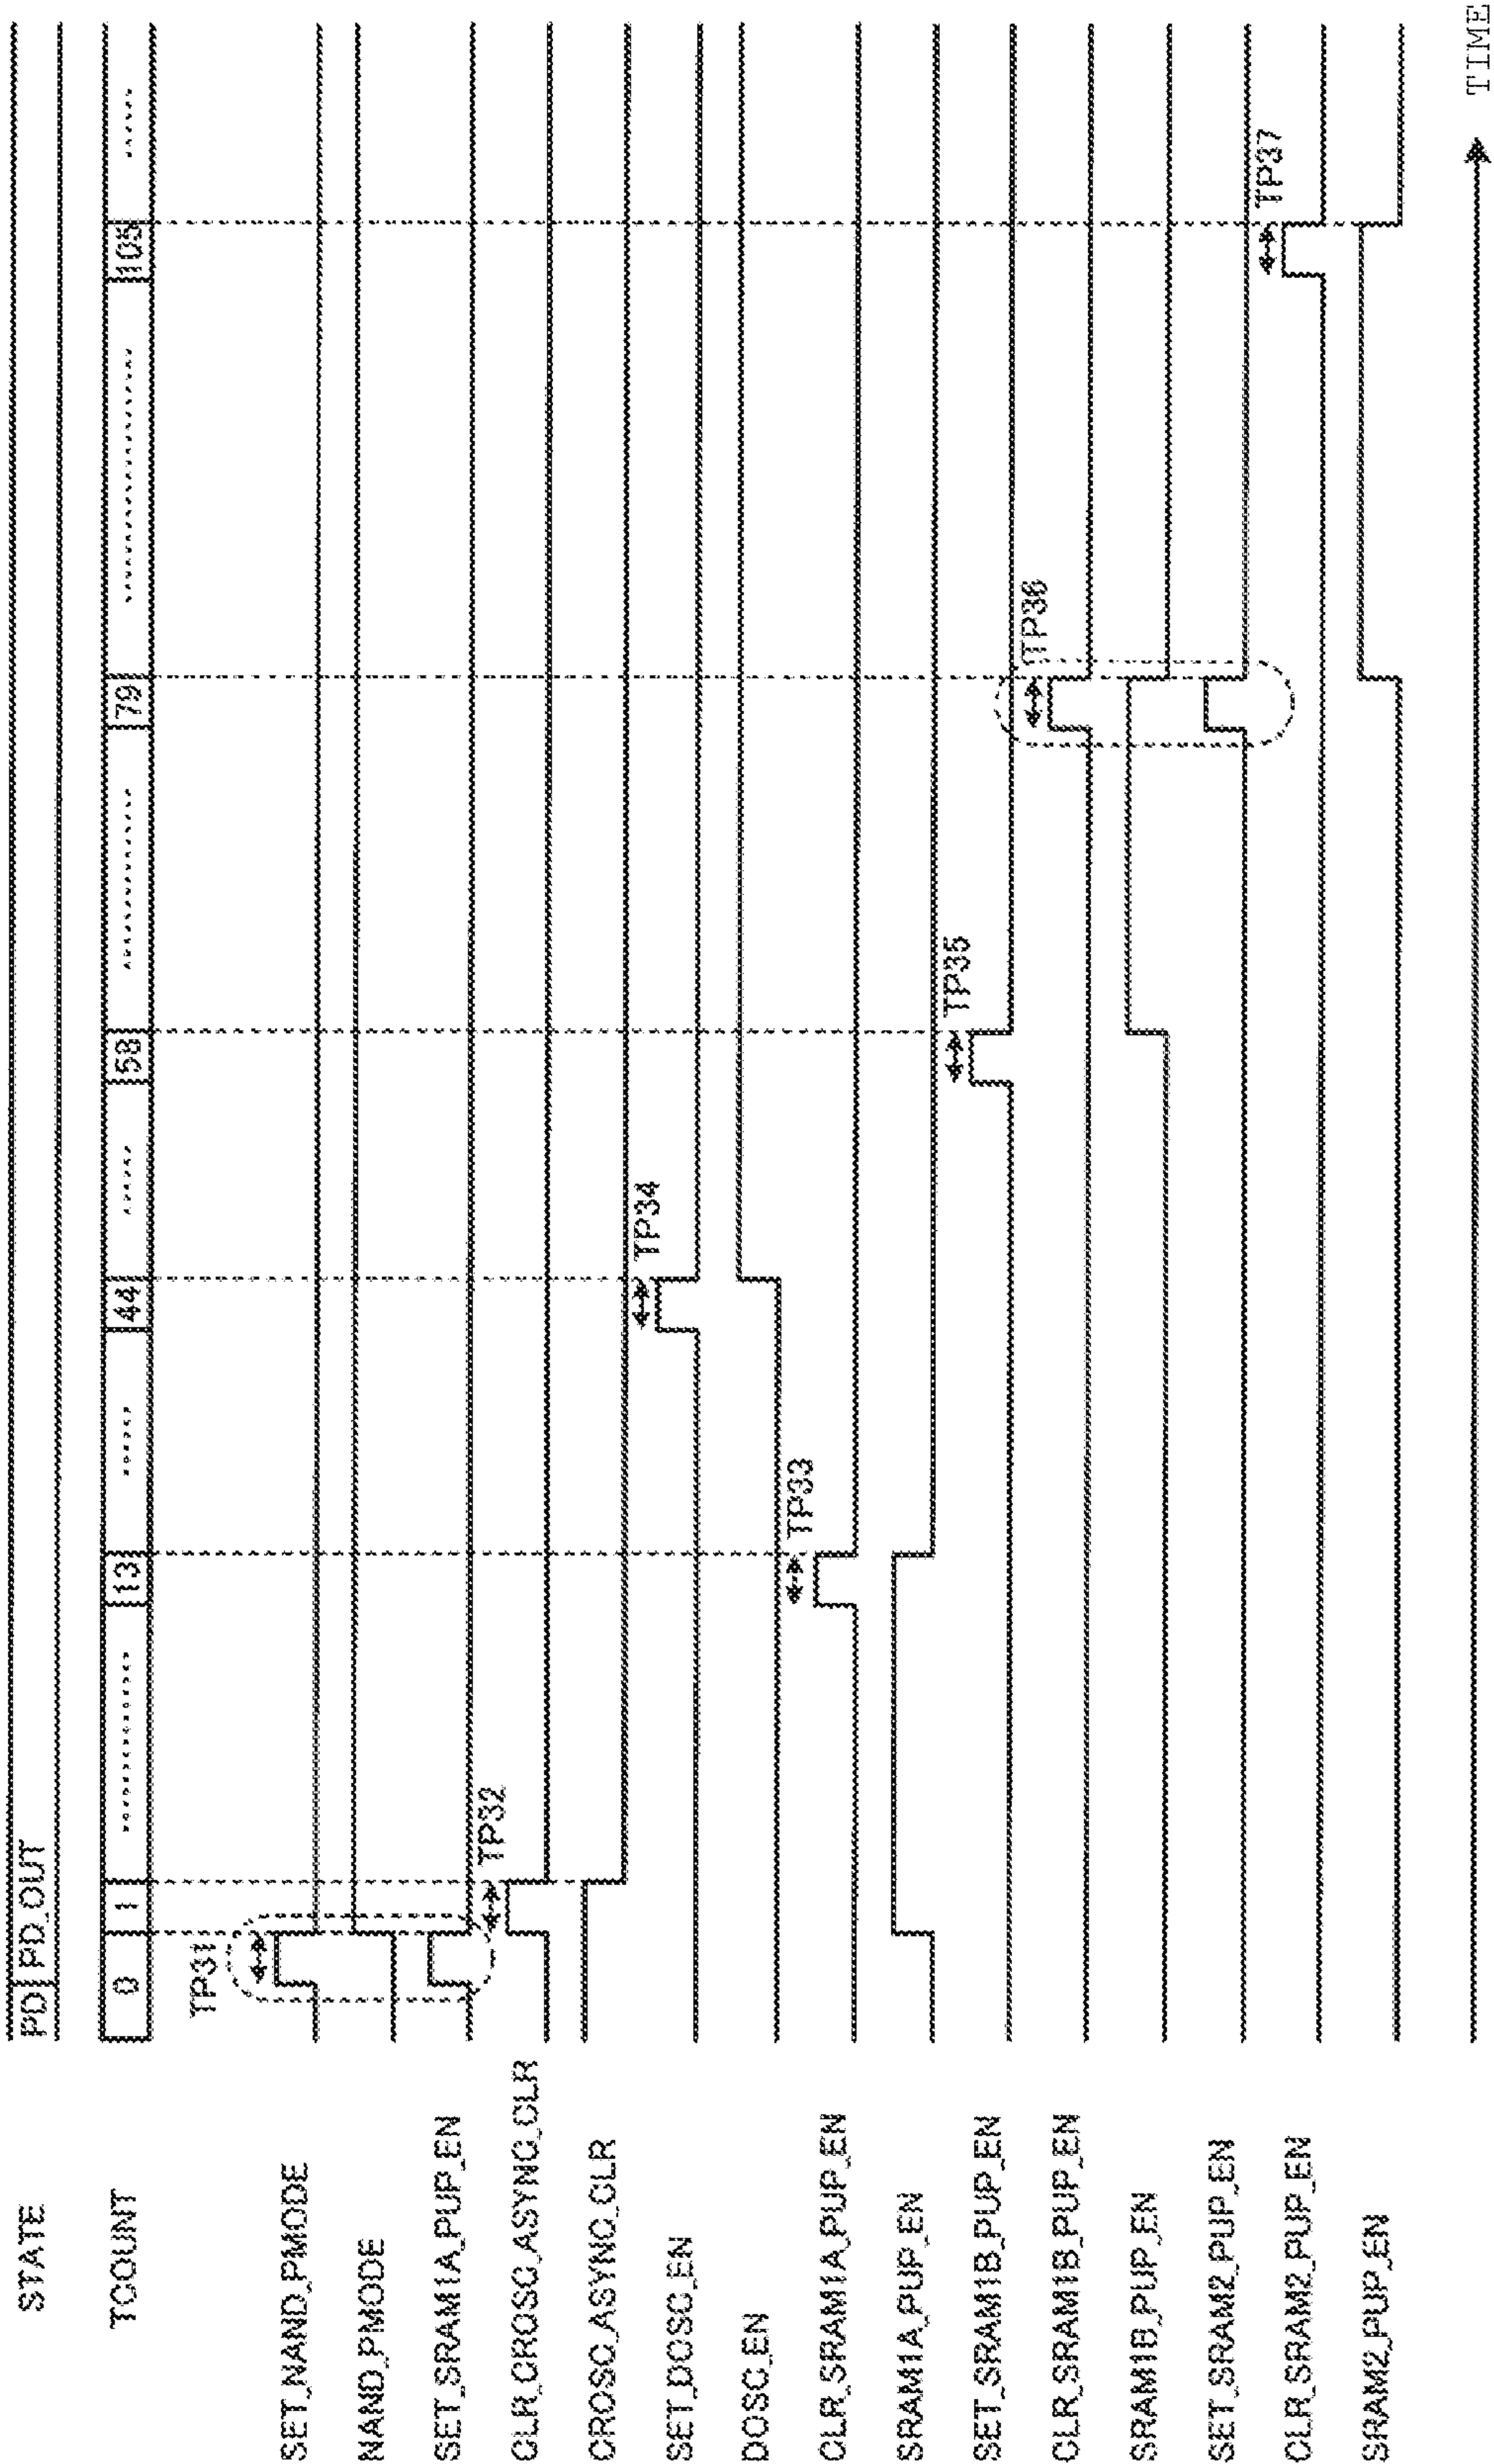 STATE
PD PD_OUT
TCOUNT
0 1 ............ 13 ..... 44 ..... 58 ............ 79 ................. 105 .....
TP31
SET_NAND_PMODE
NAND_PMODE
SET_SRAM1A_PUP_EN
TP32
CLR_CROSC_ASYNC_CLR
CROSC_ASYNC_CLR
TP34
SET_DOSC_EN
DOSC_EN
TP33
CLR_SRAM1A_PUP_EN
SRAM1A_PUP_EN
TP35
SET_SRAM1B_PUP_EN
TP36
CLR_SRAM1B_PUP_EN
SRAM1B_PUP_EN
SET_SRAM2_PUP_EN
TP37
CLR_SRAM2_PUP_EN
SRAM2_PUP_EN
TIME